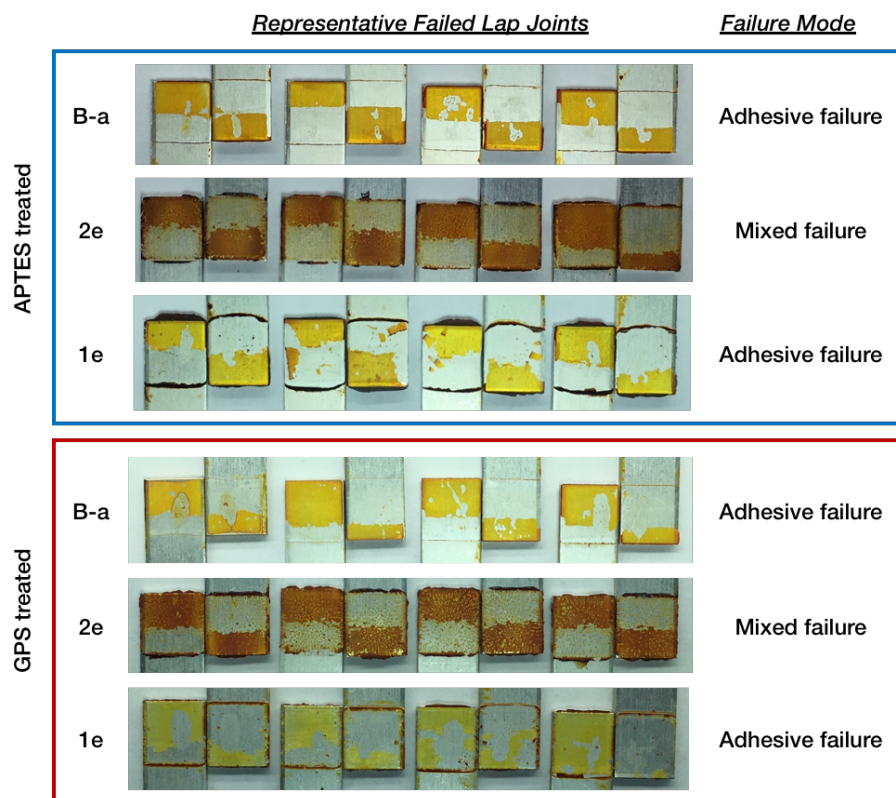 Representative Failed Lap Joints Failure Mode
APTES treated
B-a Adhesive failure
2e Mixed failure
1e Adhesive failure
GPS treated
B-a Adhesive failure
2e Mixed failure
1e Adhesive failure